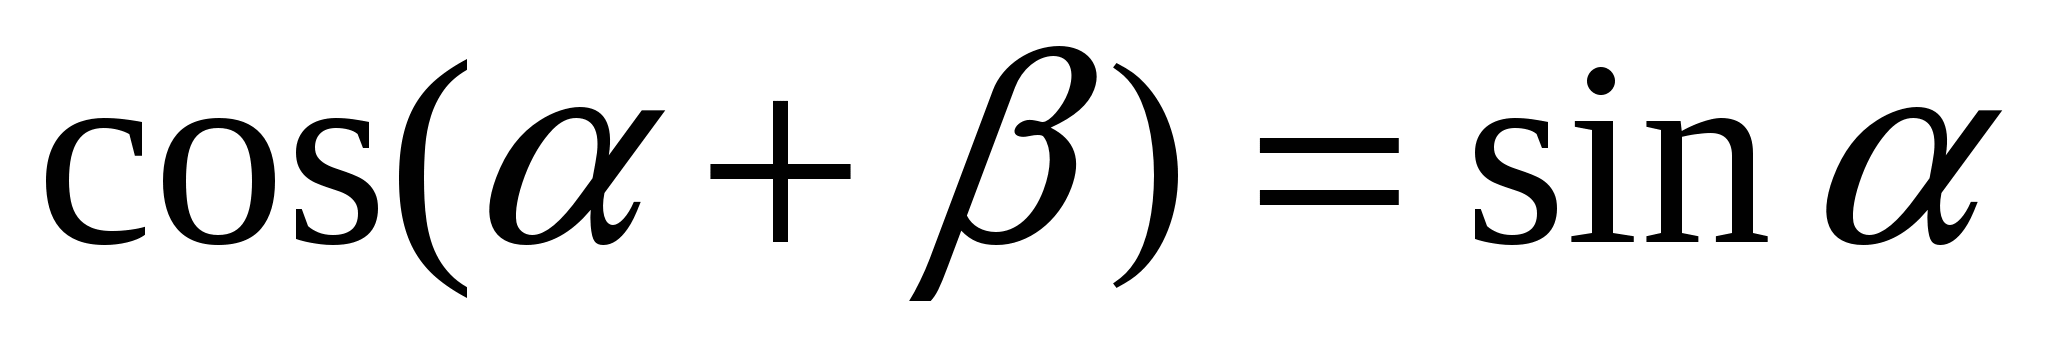 cos(α + β) = sin α